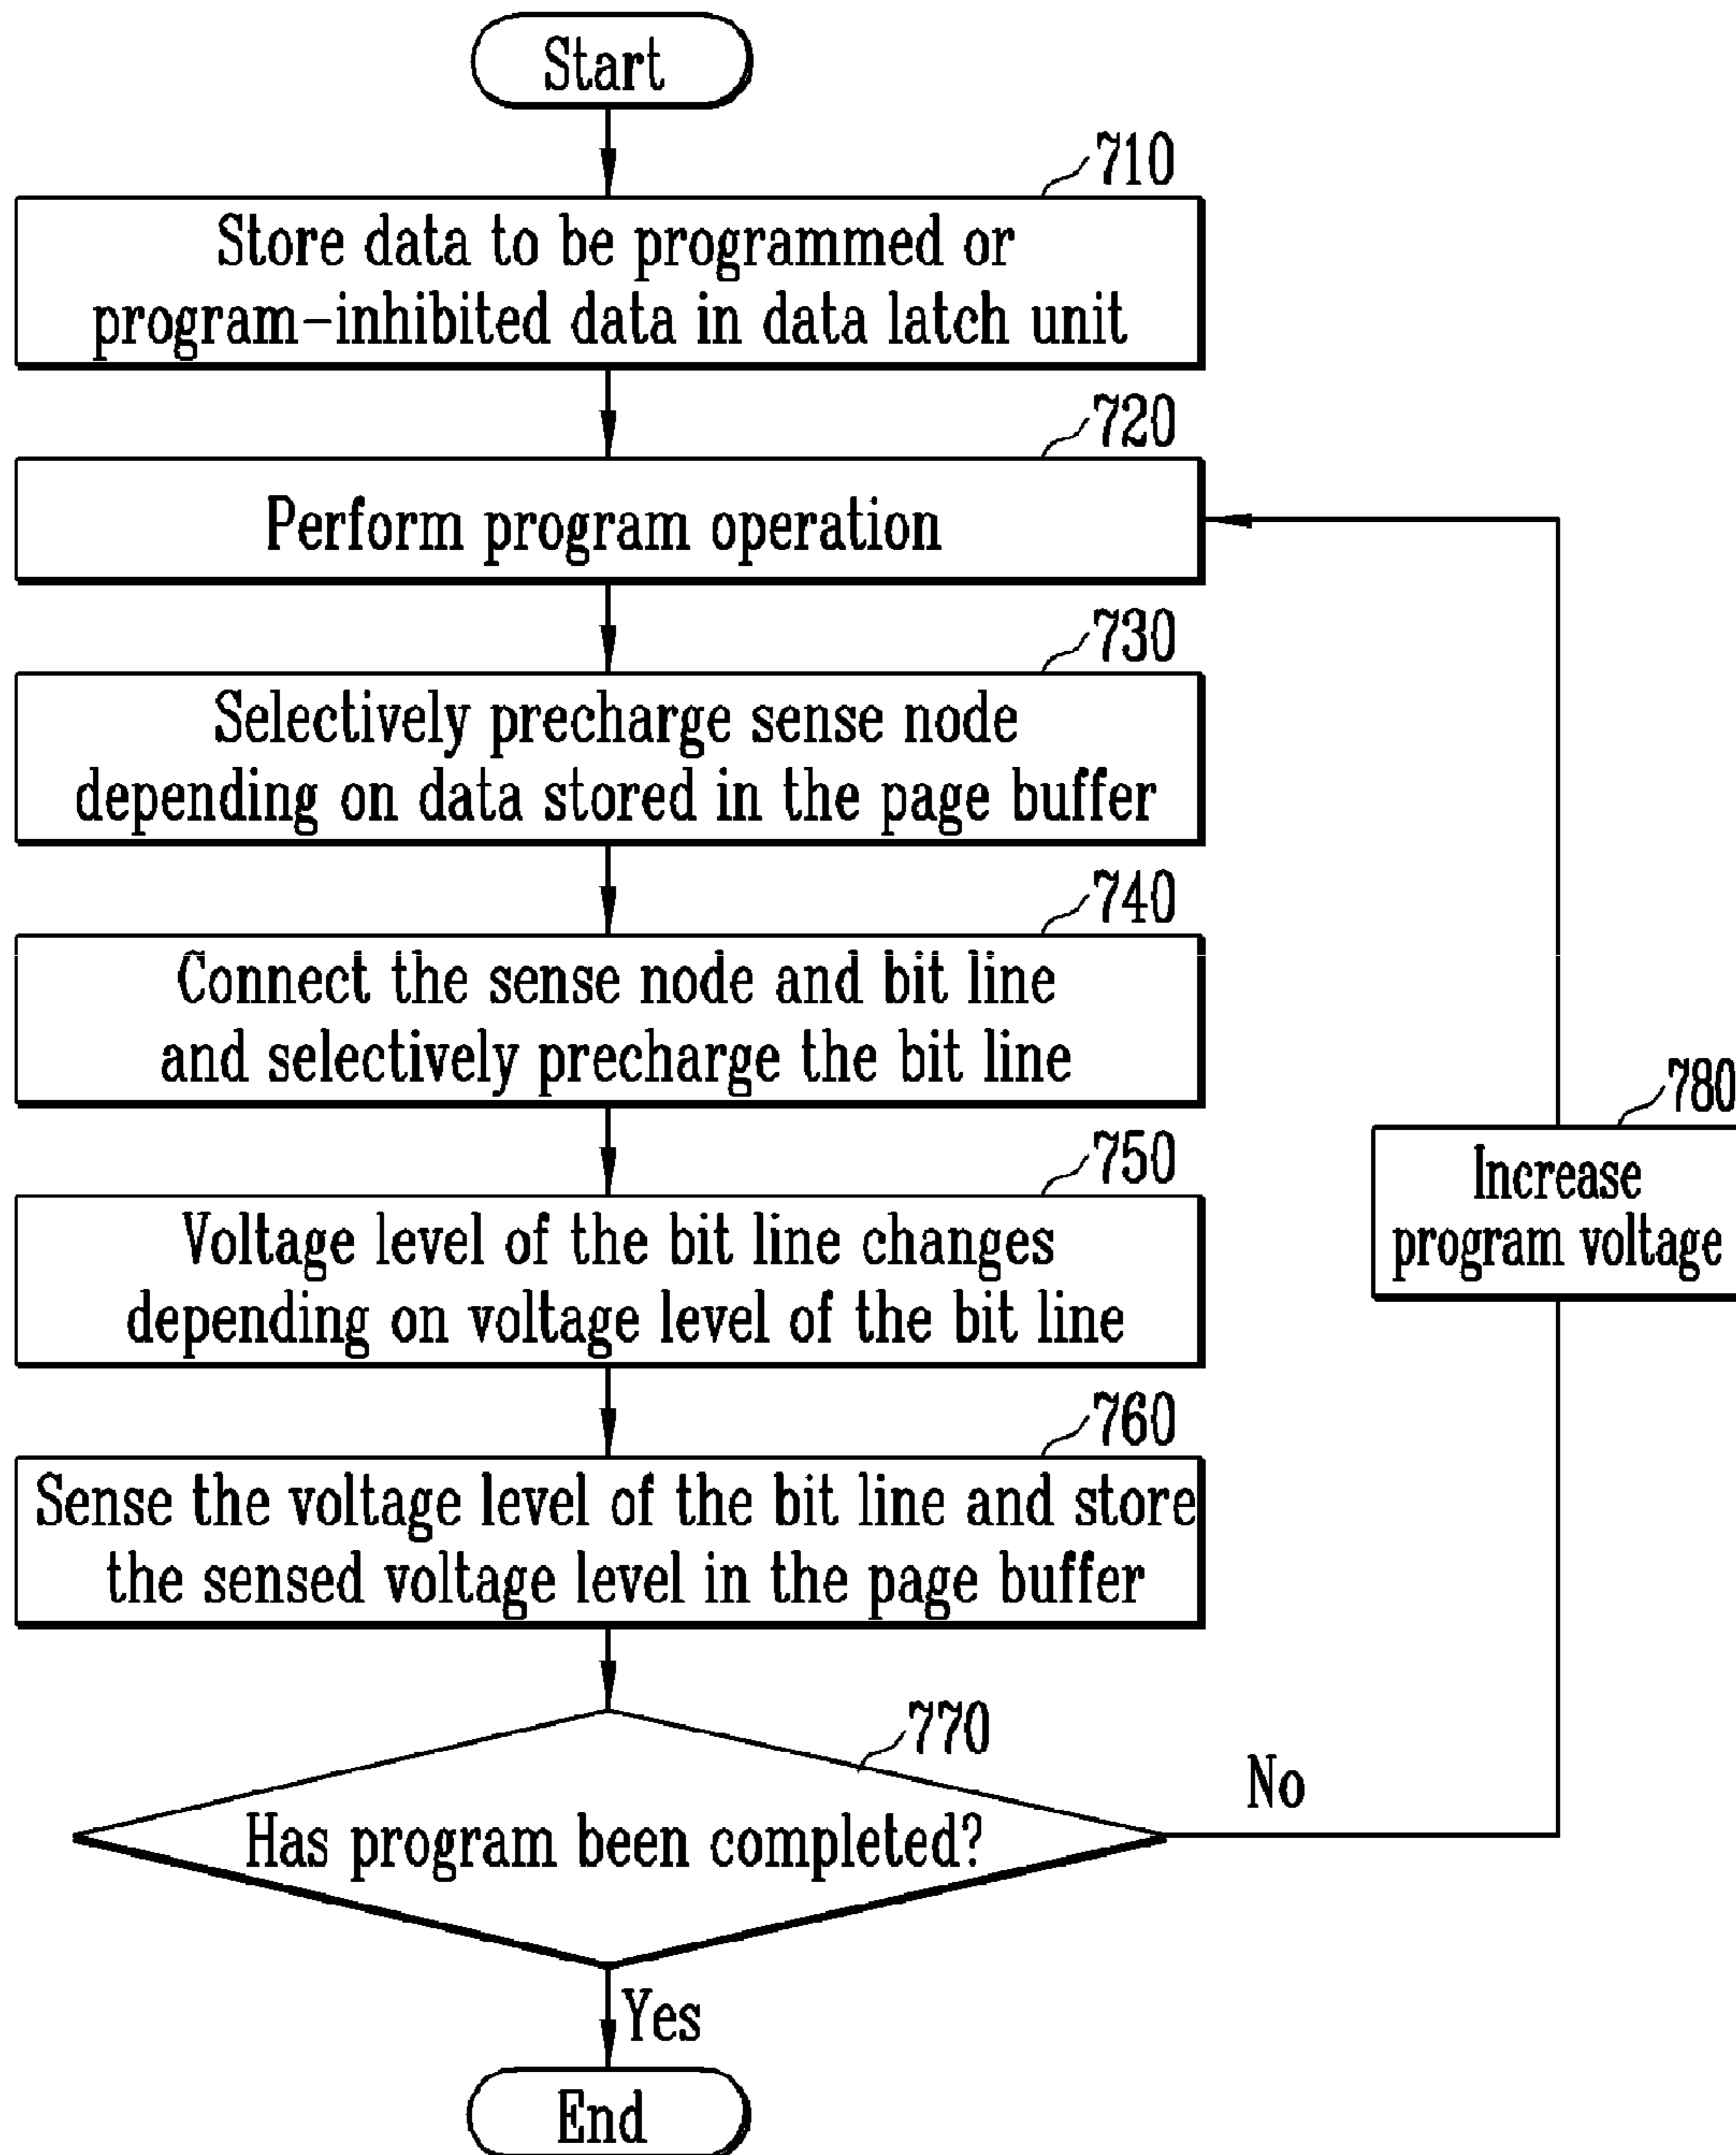 Start
710
Store data to be programmed or
program-inhibited data in data latch unit
720
Perform program operation
730
Selectively precharge sense node
depending on data stored in the page buffer
740
Connect the sense node and bit line
and selectively precharge the bit line
750
Voltage level of the bit line changes
depending on voltage level of the bit line
780
Increase
program voltage
760
Sense the voltage level of the bit line and store
the sensed voltage level in the page buffer
770
Has program been completed?
No
Yes
End